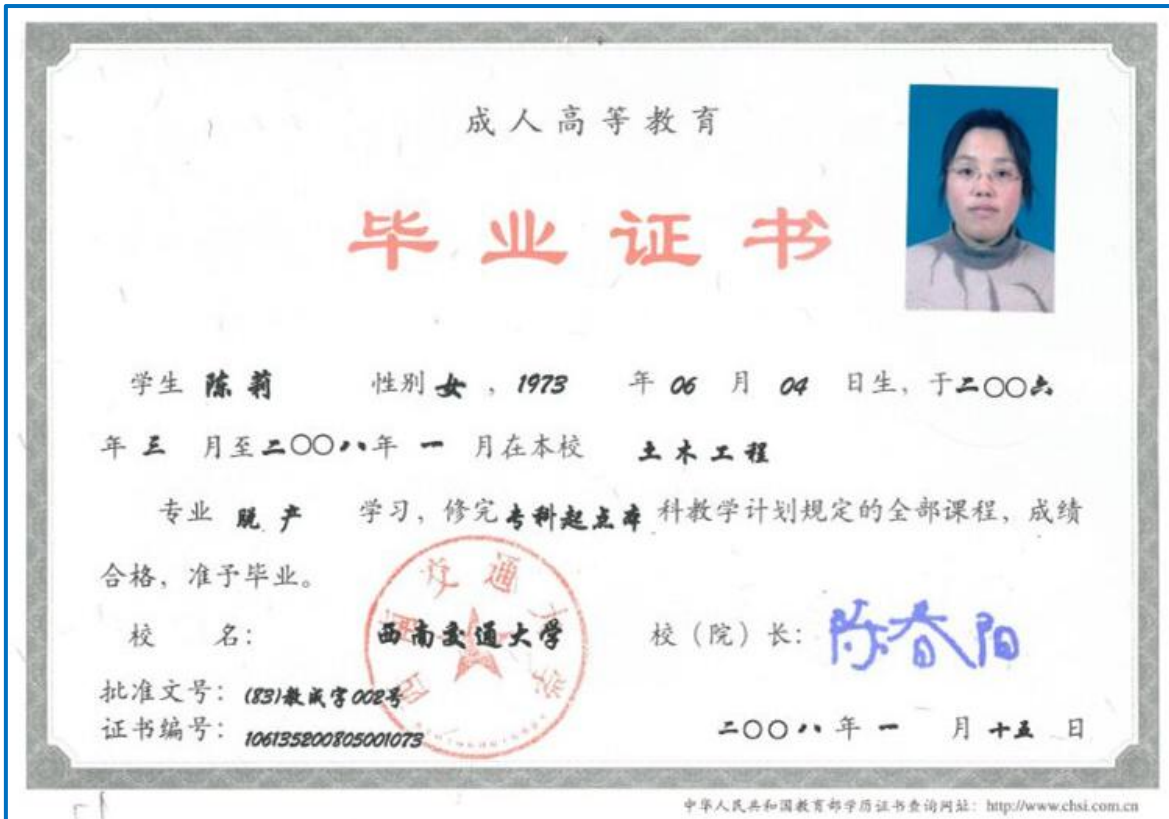 成人高等教育
毕业证书
学生 陈莉 性别 女 , 1973 年 06 月 04 日生, 于二〇〇六
年 三 月至二〇〇八年 一 月在本校 土木工程
专业 脱产 学习, 修完专科起点本 科教学计划规定的全部课程, 成绩
合格, 准予毕业。
校 名: 西南交通大学 校（院）长: 陈春阳
西南交通大学
批准文号: (83)教成字002号
证书编号: 106135200805001073
二〇〇八年 一 月 十五 日
中华人民共和国教育部学历证书查询网址: http://www.chsi.com.cn